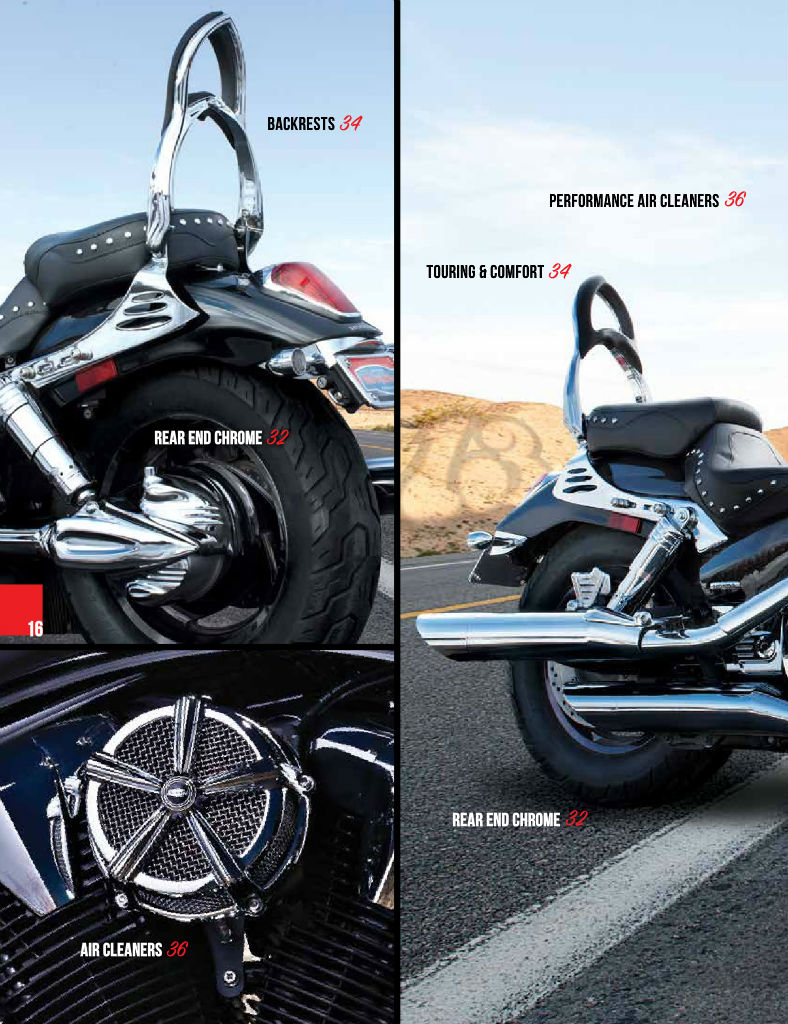 BACKRESTS 34
REAR END CHROME 32
16
AIR CLEANERS 36
PERFORMANCE AIR CLEANERS 36
TOURING & COMFORT 34
REAR END CHROME 32